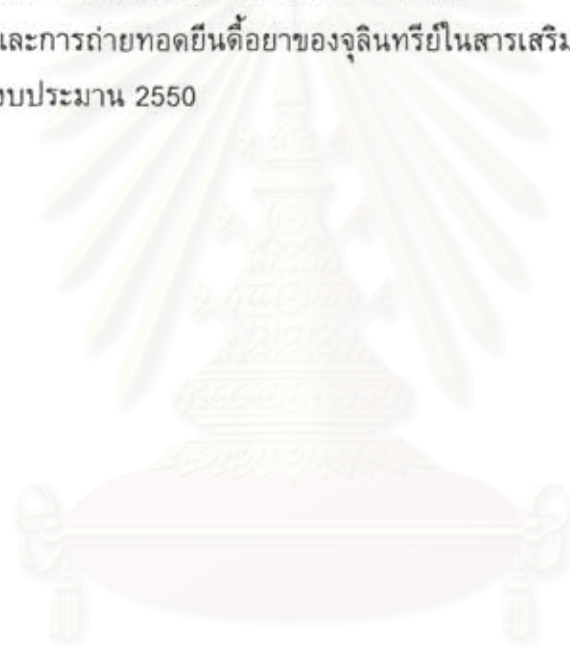 และการถ่ายทอดยีนดื้อยาของจุลินทรีย์ในสารเสริม
งบประมาน 2550